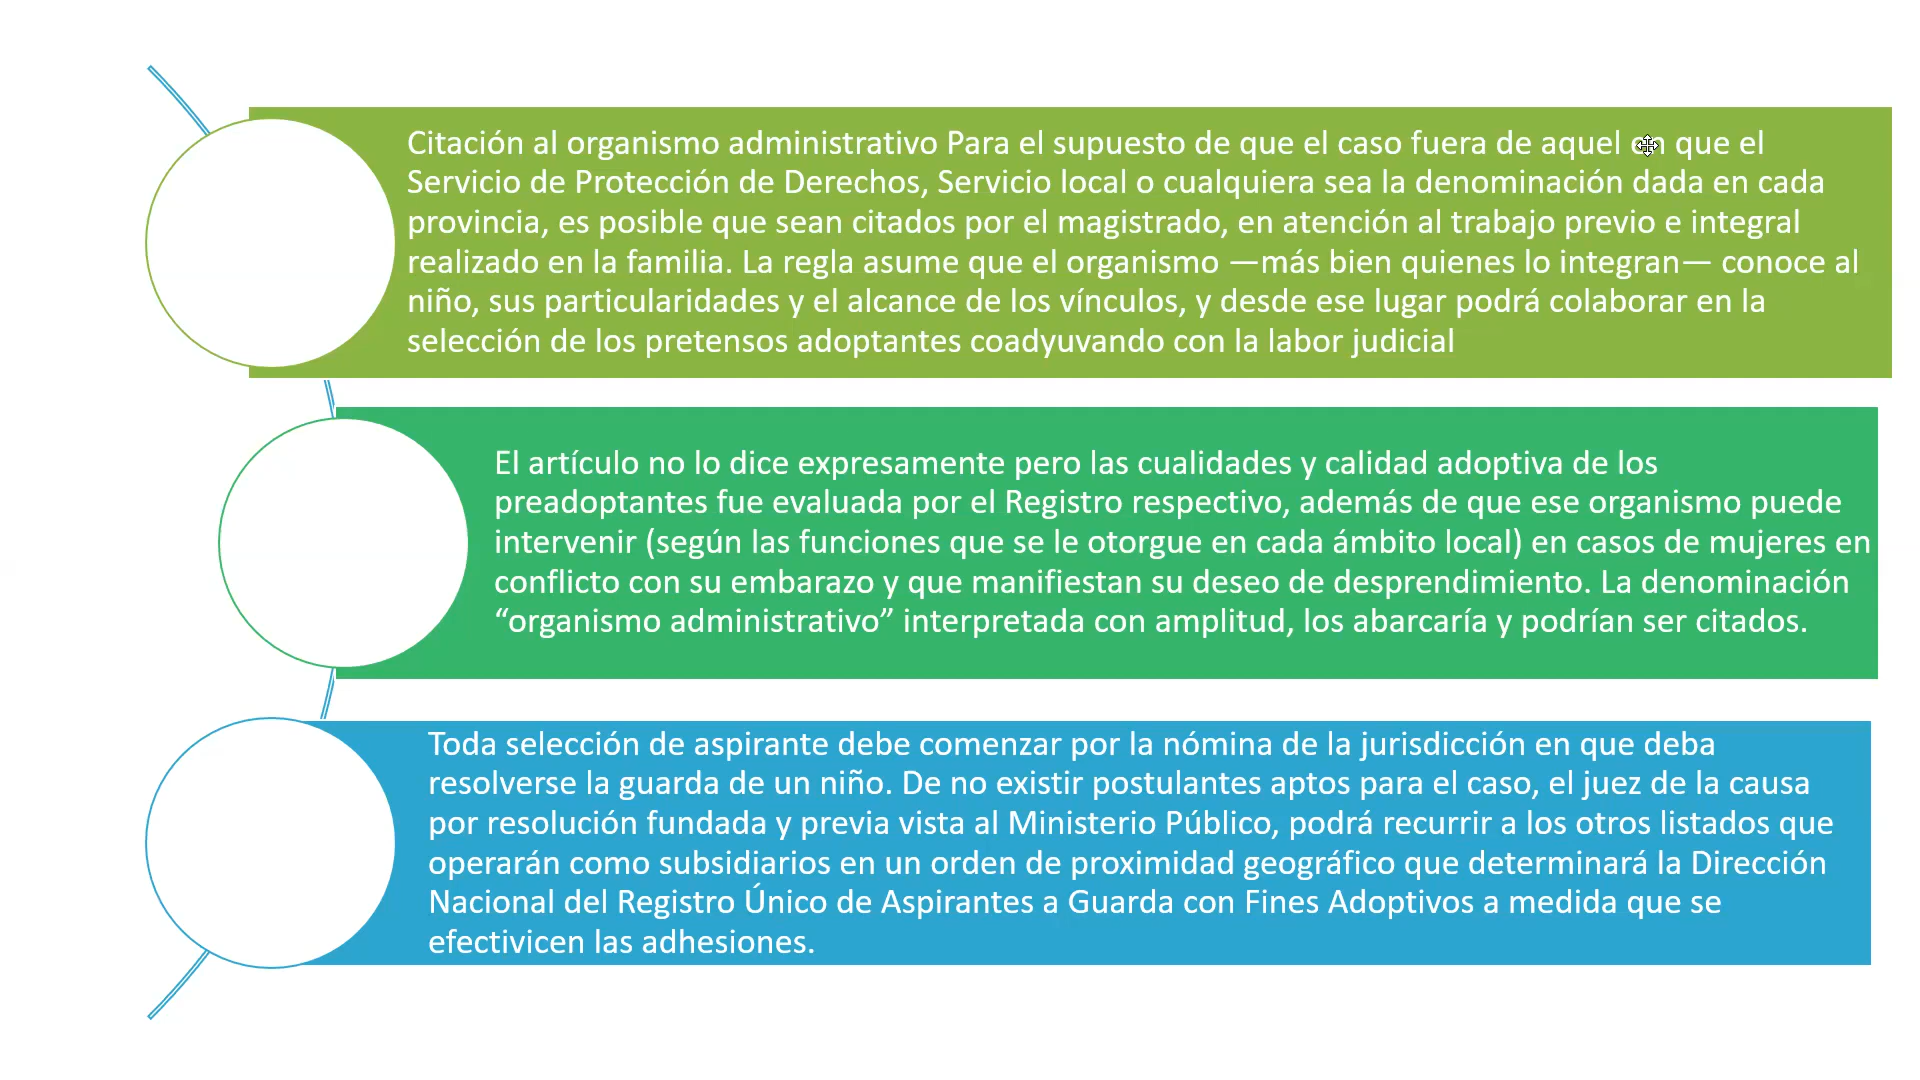 Citación al organismo administrativo Para el supuesto de que el caso fuera de aquel en que el
Servicio de Protección de Derechos, Servicio local o cualquiera sea la denominación dada en cada
provincia, es posible que sean citados por el magistrado, en atención al trabajo previo e integral
realizado en la familia. La regla asume que el organismo —más bien quienes lo integran— conoce al
niño, sus particularidades y el alcance de los vínculos, y desde ese lugar podrá colaborar en la
selección de los pretensos adoptantes coadyuvando con la labor judicial
El artículo no lo dice expresamente pero las cualidades y calidad adoptiva de los
preadoptantes fue evaluada por el Registro respectivo, además de que ese organismo puede
intervenir (según las funciones que se le otorgue en cada ámbito local) en casos de mujeres en
conflicto con su embarazo y que manifiestan su deseo de desprendimiento. La denominación
“organismo administrativo” interpretada con amplitud, los abarcaría y podrían ser citados.
Toda selección de aspirante debe comenzar por la nómina de la jurisdicción en que deba
resolverse la guarda de un niño. De no existir postulantes aptos para el caso, el juez de la causa
por resolución fundada y previa vista al Ministerio Público, podrá recurrir a los otros listados que
operarán como subsidiarios en un orden de proximidad geográfico que determinará la Dirección
Nacional del Registro Único de Aspirantes a Guarda con Fines Adoptivos a medida que se
efectivicen las adhesiones.